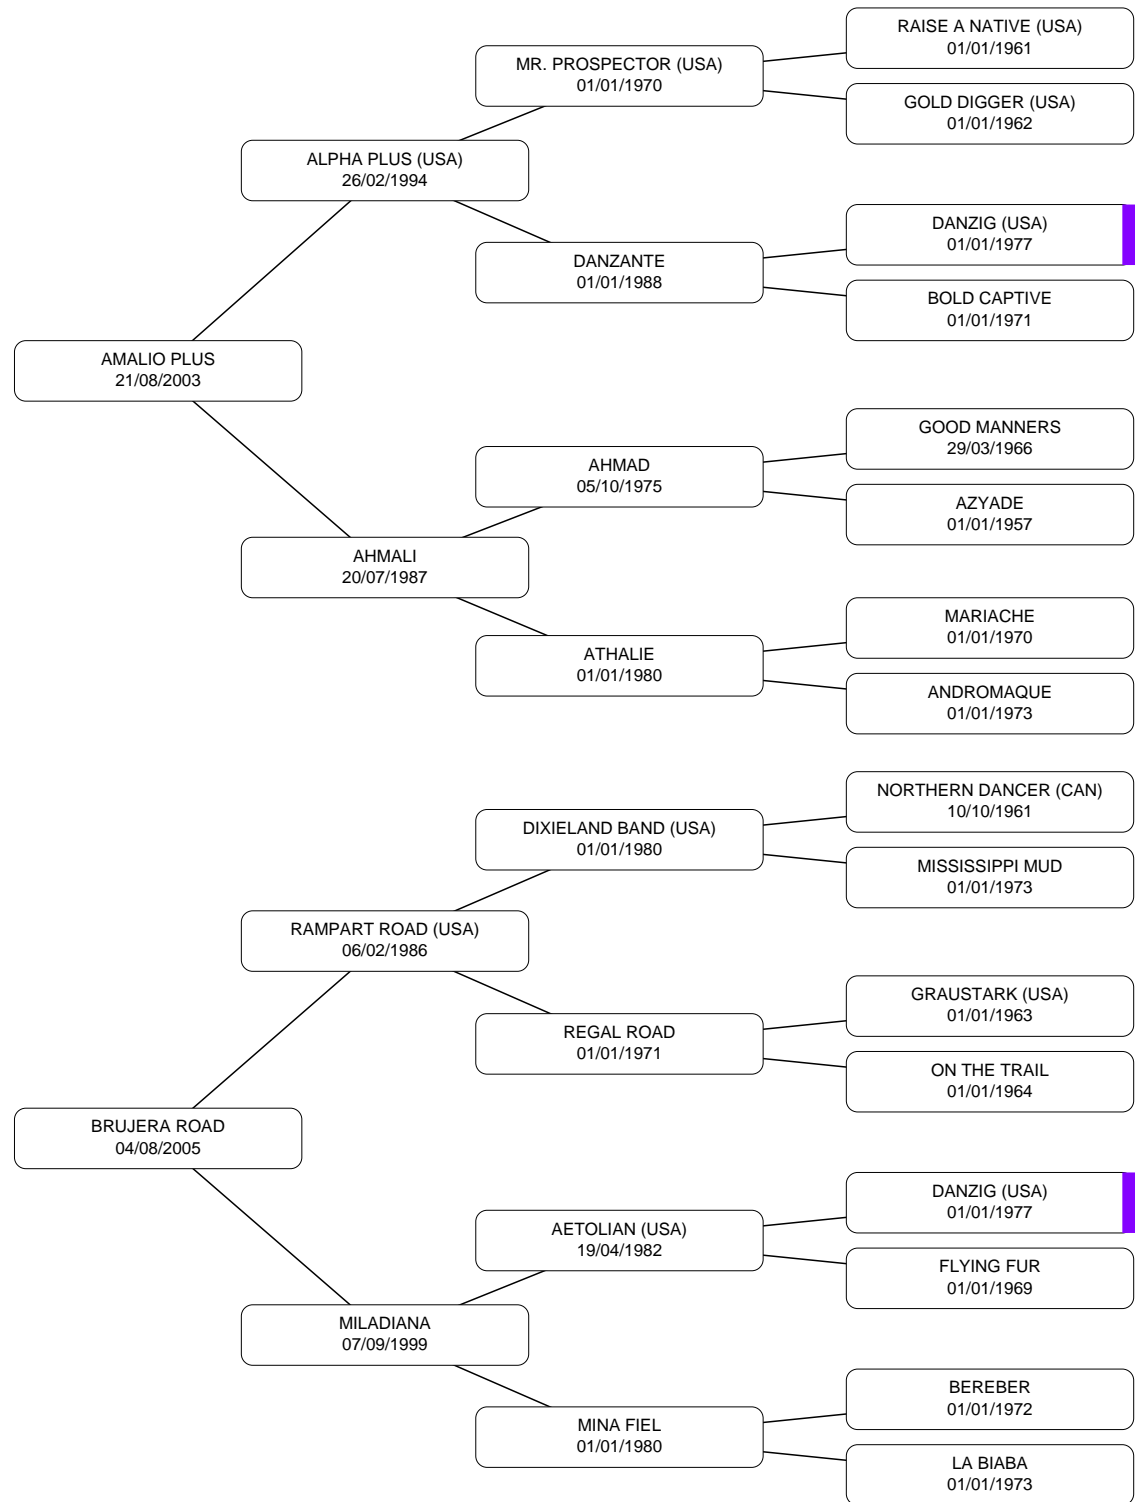 RAISE A NATIVE (USA)
01/01/1961
MR. PROSPECTOR (USA)
01/01/1970
GOLD DIGGER (USA)
01/01/1962
ALPHA PLUS (USA)
26/02/1994
DANZIG (USA)
01/01/1977
DANZANTE
01/01/1988
BOLD CAPTIVE
01/01/1971
AMALIO PLUS
21/08/2003
GOOD MANNERS
29/03/1966
AHMAD
05/10/1975
AZYADE
01/01/1957
AHMALI
20/07/1987
MARIACHE
01/01/1970
ATHALIE
01/01/1980
ANDROMAQUE
01/01/1973
NORTHERN DANCER (CAN)
10/10/1961
DIXIELAND BAND (USA)
01/01/1980
MISSISSIPPI MUD
01/01/1973
RAMPART ROAD (USA)
06/02/1986
GRAUSTARK (USA)
01/01/1963
REGAL ROAD
01/01/1971
ON THE TRAIL
01/01/1964
BRUJERA ROAD
04/08/2005
DANZIG (USA)
01/01/1977
AETOLIAN (USA)
19/04/1982
FLYING FUR
01/01/1969
MILADIANA
07/09/1999
BEREBER
01/01/1972
MINA FIEL
01/01/1980
LA BIABA
01/01/1973